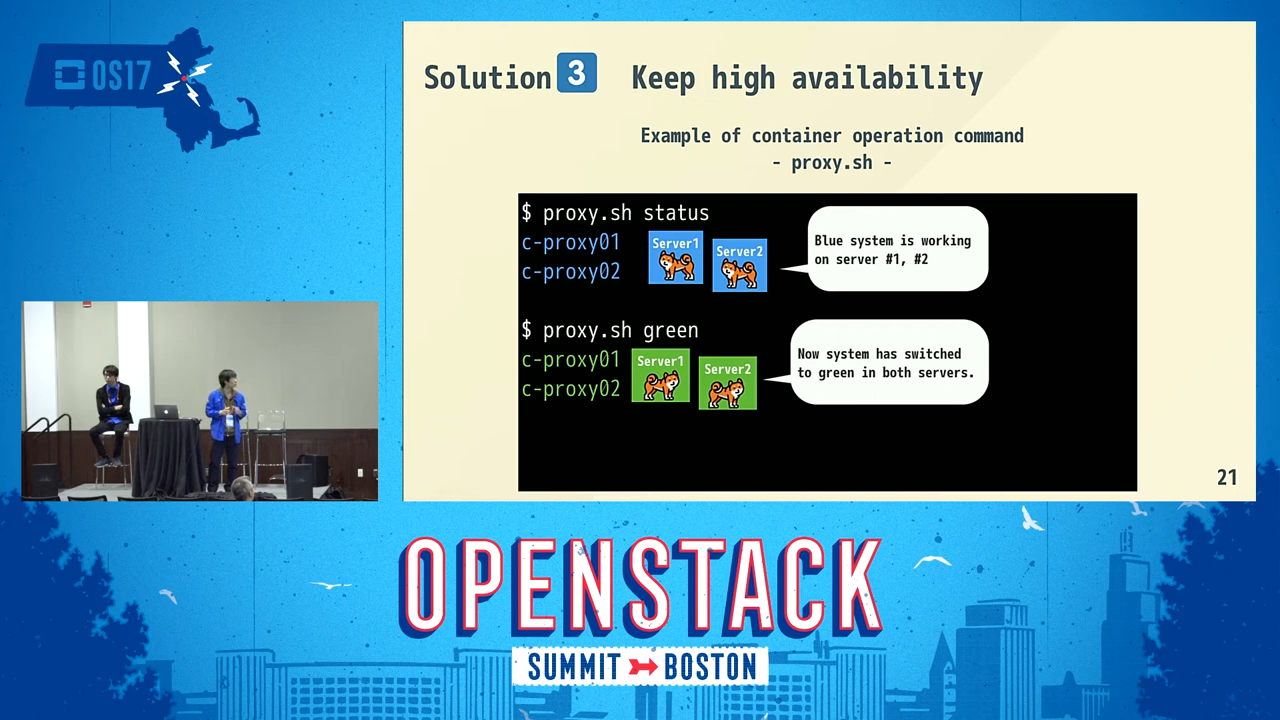 OS17
Solution 3 Keep high availability
Example of container operation command
- proxy.sh -
$ proxy.sh status
c-proxy01
c-proxy02
Server1
Server2
Blue system is working
on server #1, #2
$ proxy.sh green
c-proxy01
c-proxy02
Server1
Server2
Now system has switched
to green in both servers.
21
OPENSTACK
SUMMIT BOSTON